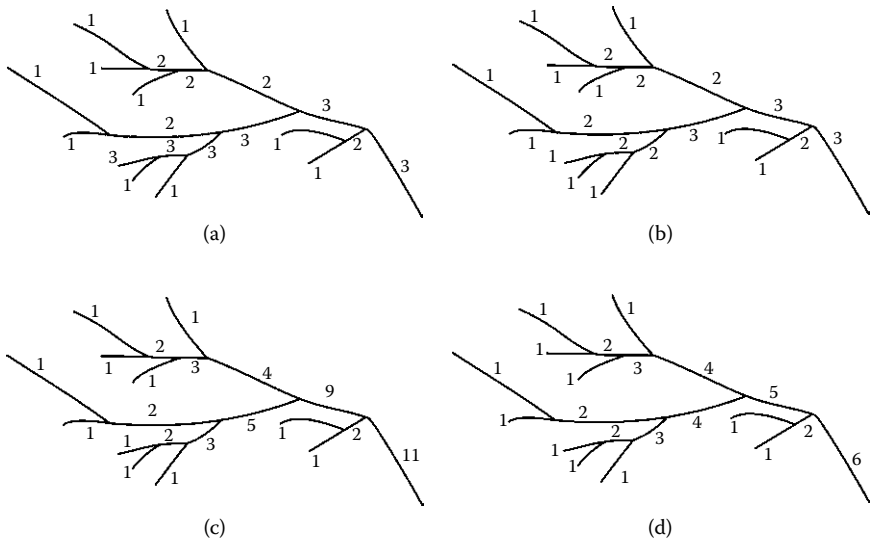 1 1 1 1
1 1 2 1 1 2
1 2 2 1 2 2
1 3 1 3
2 2
1 3 3 3 1 2 3 1 2 2 3 1 2 3
3 1 1 1 1 1 1
(a) (b)
1 1 1 1
1 2 4 1 1 2 4
1 1 3 9 1 3 5
2 2
1 1 2 3 5 1 2 1 2 3 4 1 2
1 1 1 11 1 1 1 1 6
(c) (d)